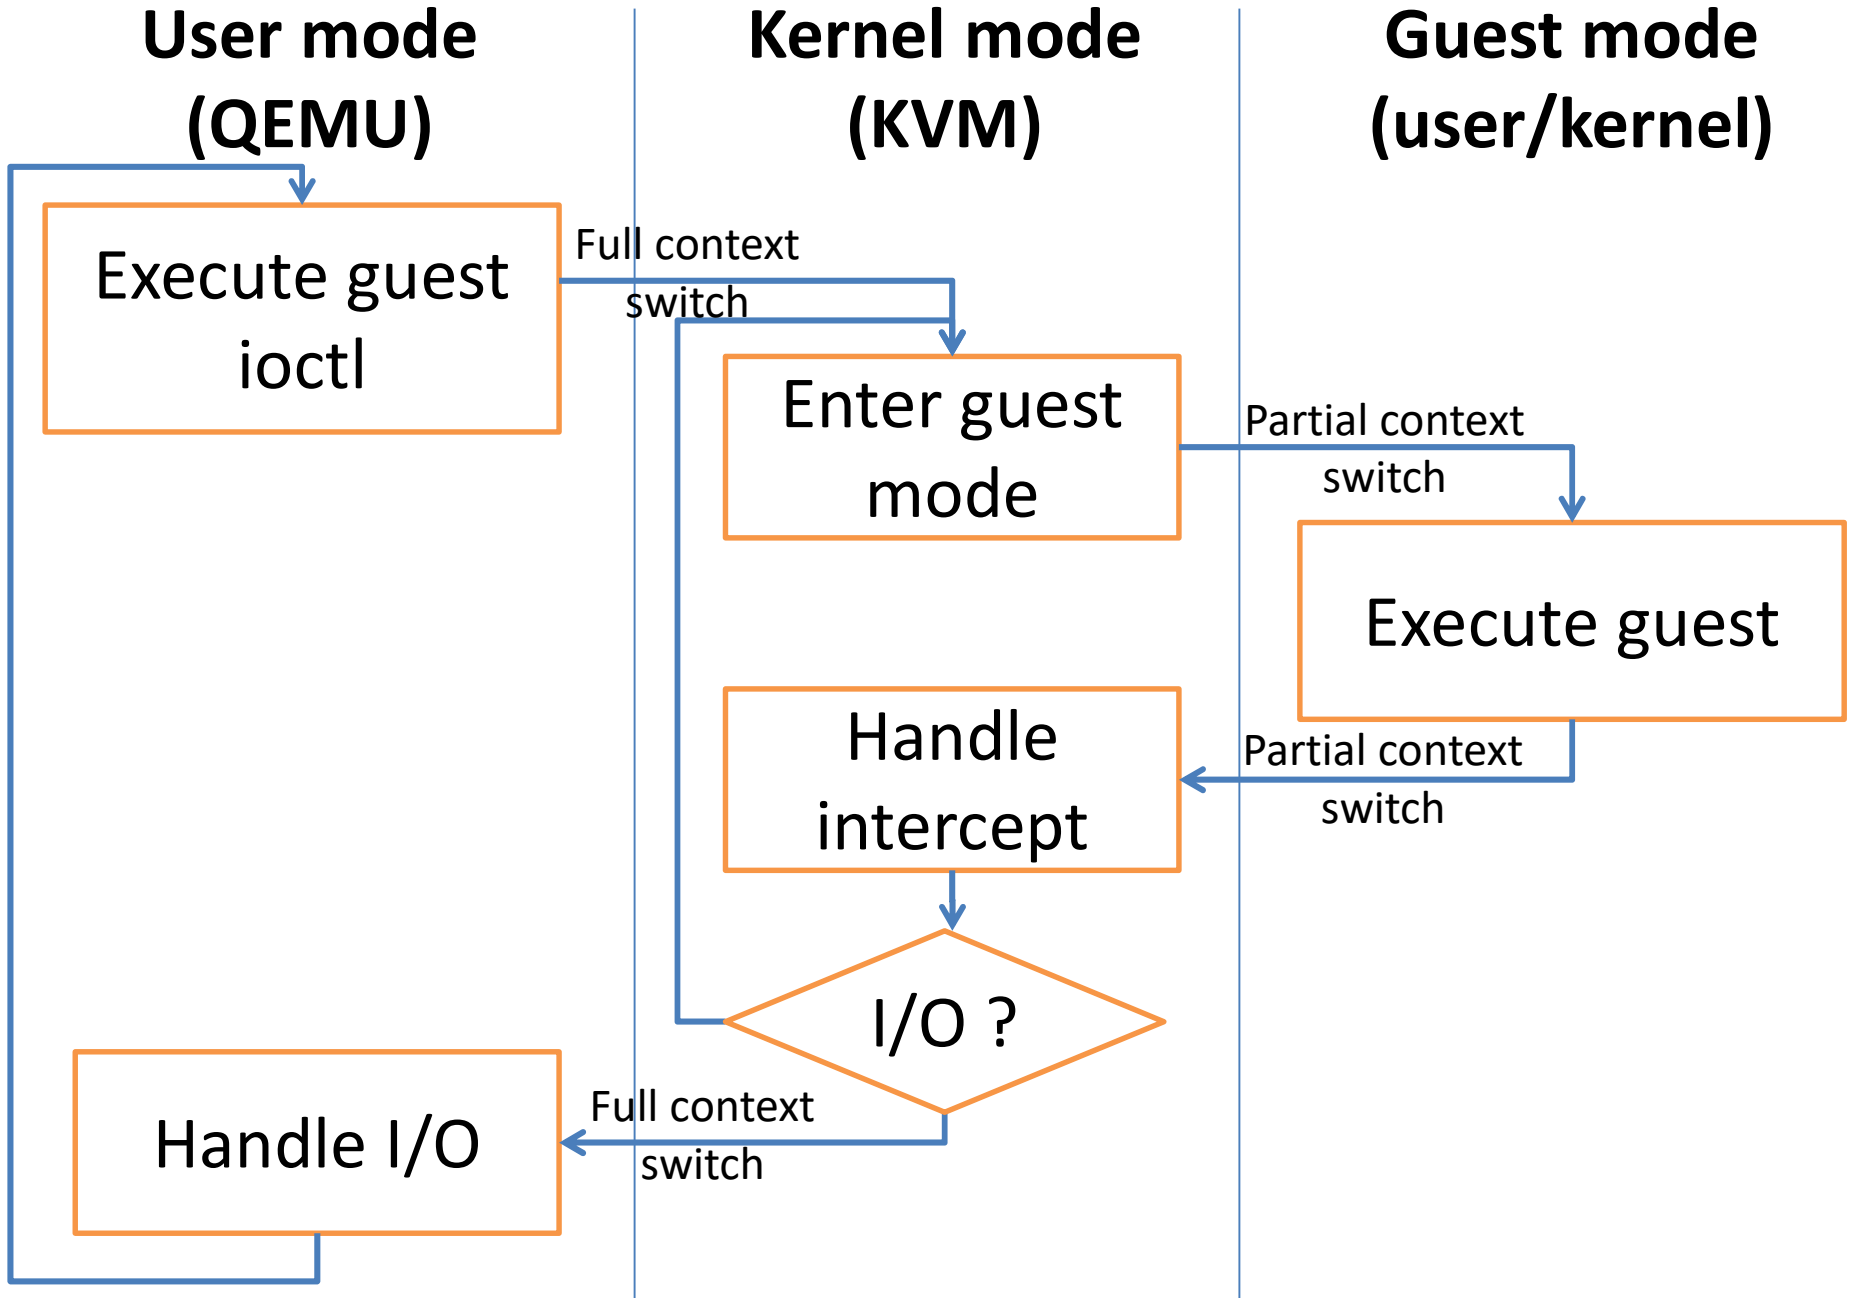 User mode
(QEMU)
Kernel mode
(KVM)
Guest mode
(user/kernel)
Execute guest
ioctl
Full context
switch
Enter guest
mode
Partial context
switch
Execute guest
Handle
intercept
Partial context
switch
I/O ?
Full context
switch
Handle I/O